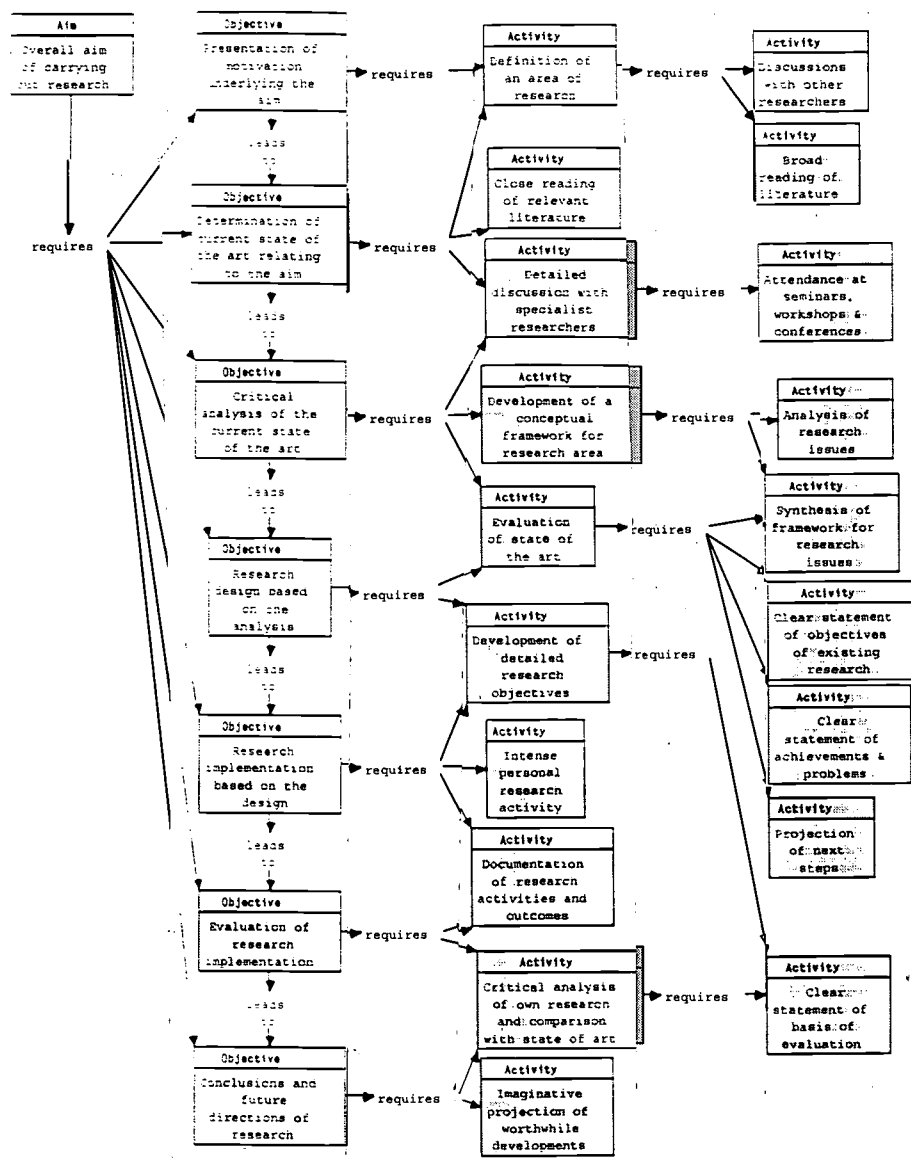 Aim
Overall aim
of carrying
out research
requires
Objective
Presentation of
motivation
underlying the
aim
requires
leads
to
Objective
Determination of
current state of
the art relating
to the aim
requires
leads
to
Objective
Critical
analysis of the
current state
of the art
requires
leads
to
Objective
Research
design based
on the
analysis
requires
leads
to
Objective
Research
implementation
based on the
design
requires
leads
to
Objective
Evaluation of
research
implementation
requires
leads
to
Objective
Conclusions and
future
directions of
research
requires
Activity
Definition of
an area of
research
requires
Activity
Close reading
of relevant
literature
Activity
Detailed
discussion with
specialist
researchers
requires
Activity
Development of a
conceptual
framework for
research area
requires
Activity
Evaluation
of state of
the art
requires
Activity
Development of
detailed
research
objectives
requires
Activity
Intense
personal
research
activity
Activity
Documentation
of research
activities and
outcomes
Activity
Critical analysis
of own research
and comparison
with state of art
requires
Activity
Imaginative
projection of
worthwhile
developments
Activity
Discussions
with other
researchers
Activity
Broad
reading of
literature
Activity
Attendance at
seminars,
workshops &
conferences
Activity
Analysis of
research
issues
Activity
Synthesis of
framework for
research
issues
Activity
Clear statement
of objectives
of existing
research
Activity
Clear
statement of
achievements &
problems
Activity
Projection
of next
steps
Activity
Clear
statement of
basis of
evaluation